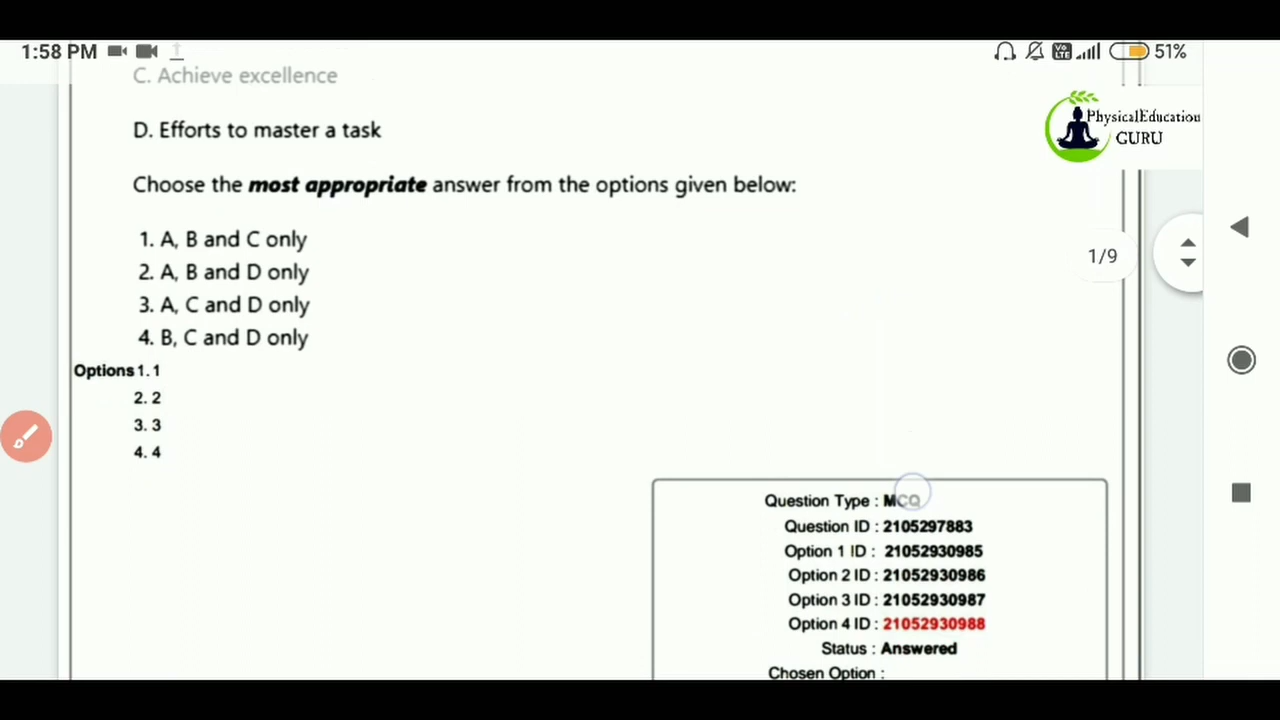 1:58 PM
Vo LTE 51%
C. Achieve excellence
PhysicalEducation
GURU
D. Efforts to master a task
Choose the most appropriate answer from the options given below:
1. A, B and C only
1/9
2. A, B and D only
3. A, C and D only
4. B, C and D only
Options 1. 1
2. 2
3. 3
4. 4
Question Type : MCQ
Question ID : 2105297883
Option 1 ID : 21052930985
Option 2 ID : 21052930986
Option 3 ID : 21052930987
Option 4 ID : 21052930988
Status : Answered
Chosen Option :